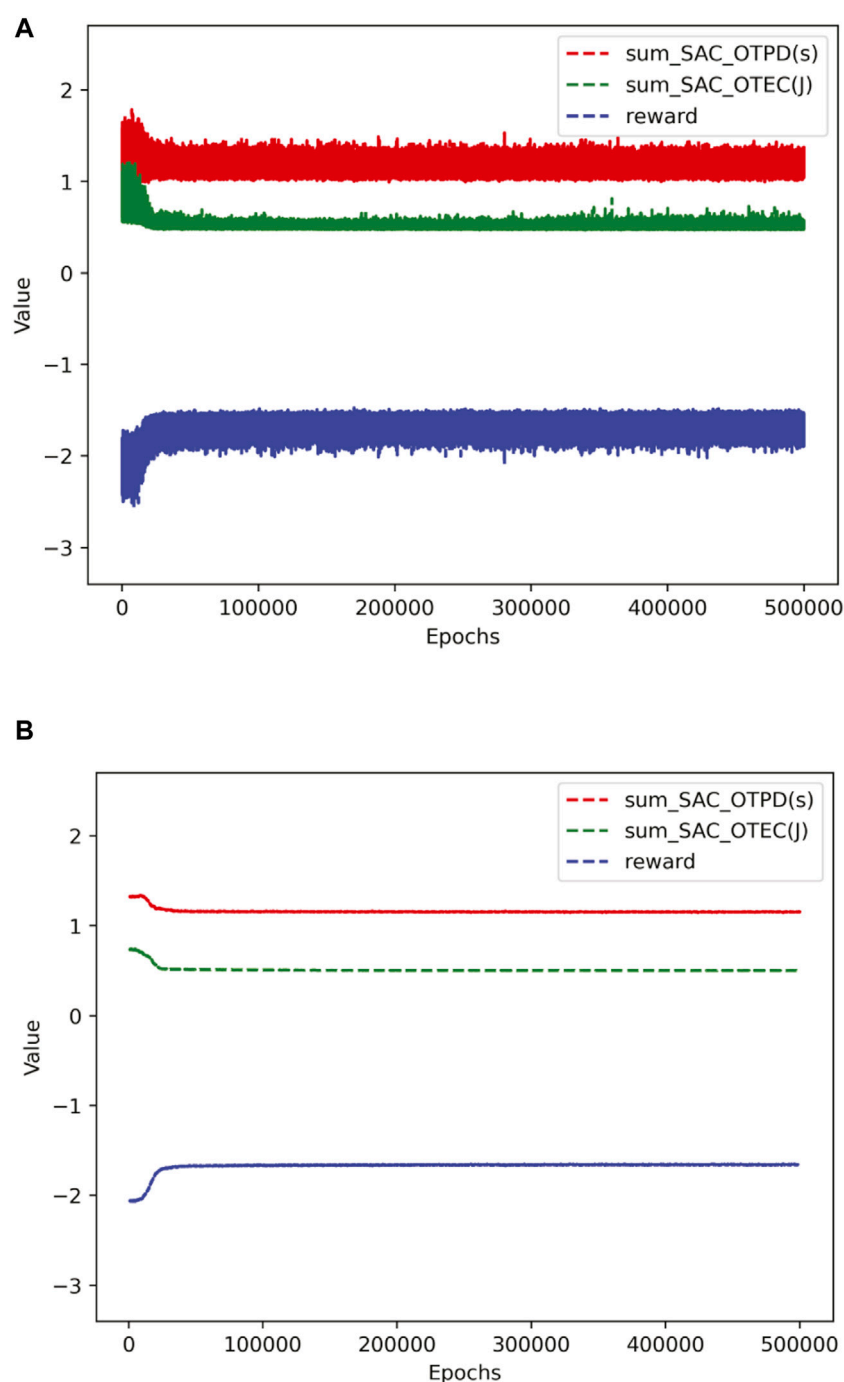 A
sum_SAC_OTPD(s)
sum_SAC_OTEC(J)
reward
2
1
0
−1
−2
−3
Value
0 100000 200000 300000 400000 500000
Epochs
B
sum_SAC_OTPD(s)
sum_SAC_OTEC(J)
reward
2
1
0
−1
−2
−3
Value
0 100000 200000 300000 400000 500000
Epochs